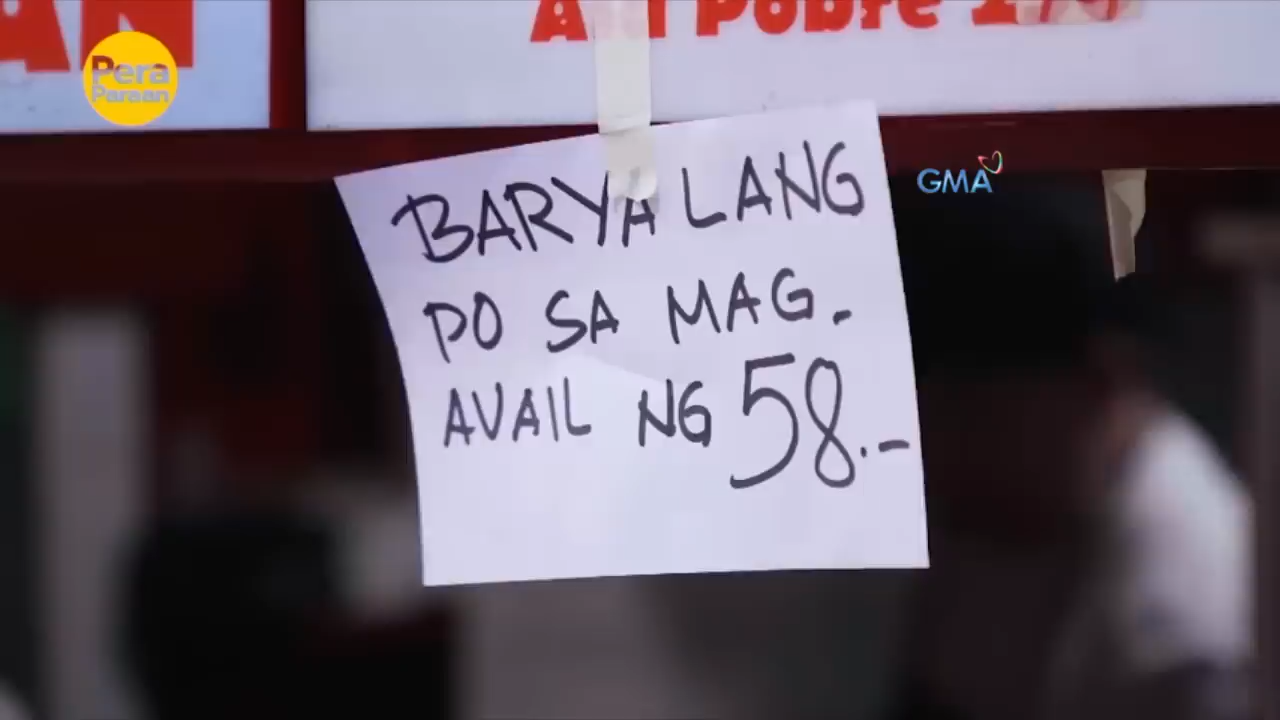 Pera
Paraan
GMA
BARYA LANG
PO SA MAG.
AVAIL NG 58.-